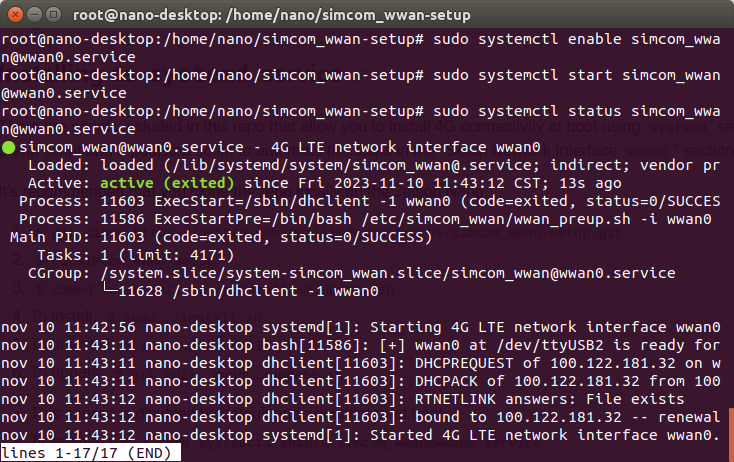 root@nano-desktop: /home/nano/simcom_wwan-setup
root@nano-desktop:/home/nano/simcom_wwan-setup# sudo systemctl enable simcom_wwa
n@wwan0.service
root@nano-desktop:/home/nano/simcom_wwan-setup# sudo systemctl start simcom_wwan
@wwan0.service
root@nano-desktop:/home/nano/simcom_wwan-setup# sudo systemctl status simcom_wwa
n@wwan0.service
● simcom_wwan@wwan0.service - 4G LTE network interface wwan0
Loaded: loaded (/lib/systemd/system/simcom_wwan@.service; indirect; vendor pr
Active: active (exited) since Fri 2023-11-10 11:43:12 CST; 13s ago
Process: 11603 ExecStart=/sbin/dhclient -1 wwan0 (code=exited, status=0/SUCCES
Process: 11586 ExecStartPre=/bin/bash /etc/simcom_wwan/wwan_preup.sh -i wwan0
Main PID: 11603 (code=exited, status=0/SUCCESS)
Tasks: 1 (limit: 4171)
CGroup: /system.slice/system-simcom_wwan.slice/simcom_wwan@wwan0.service
└─11628 /sbin/dhclient -1 wwan0
nov 10 11:42:56 nano-desktop systemd[1]: Starting 4G LTE network interface wwan0
nov 10 11:43:11 nano-desktop bash[11586]: [+] wwan0 at /dev/ttyUSB2 is ready for
nov 10 11:43:11 nano-desktop dhclient[11603]: DHCPREQUEST of 100.122.181.32 on w
nov 10 11:43:11 nano-desktop dhclient[11603]: DHCPACK of 100.122.181.32 from 100
nov 10 11:43:12 nano-desktop dhclient[11603]: RTNETLINK answers: File exists
nov 10 11:43:12 nano-desktop dhclient[11603]: bound to 100.122.181.32 -- renewal
nov 10 11:43:12 nano-desktop systemd[1]: Started 4G LTE network interface wwan0.
lines 1-17/17 (END)